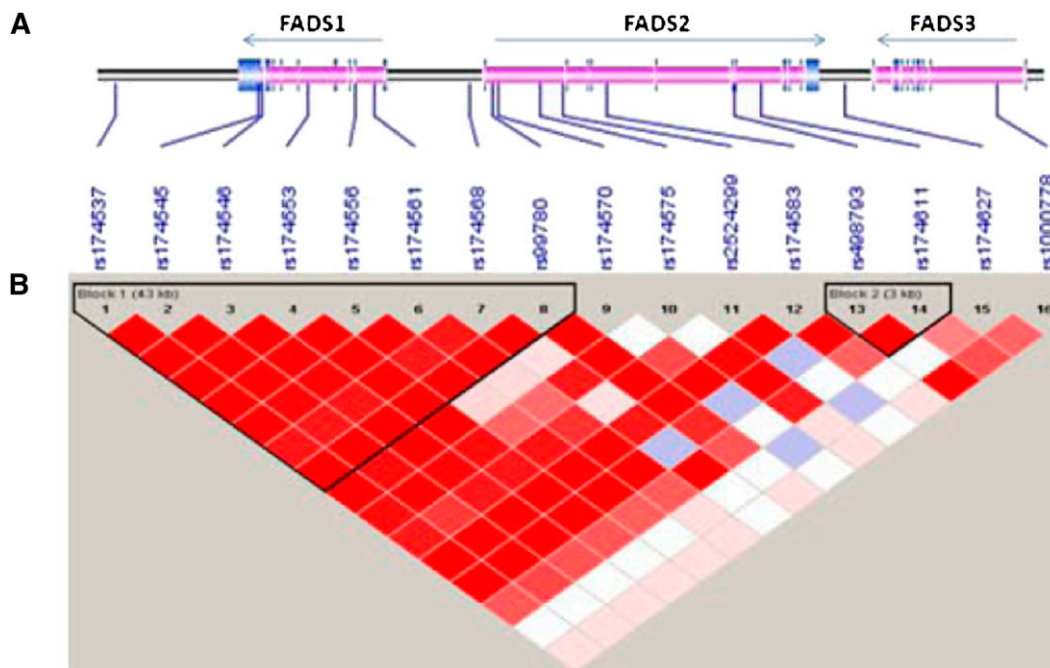 A
FADS1 FADS2 FADS3
rs174537
rs174545
rs174546
rs174553
rs174556
rs174561
rs174568
rs99780
rs174570
rs174575
rs2524299
rs174583
rs498793
rs174611
rs174627
rs1000778
B
Block 1 (43 kb) Block 2 (3 kb)
1 2 3 4 5 6 7 8 9 10 11 12 13 14 15 16